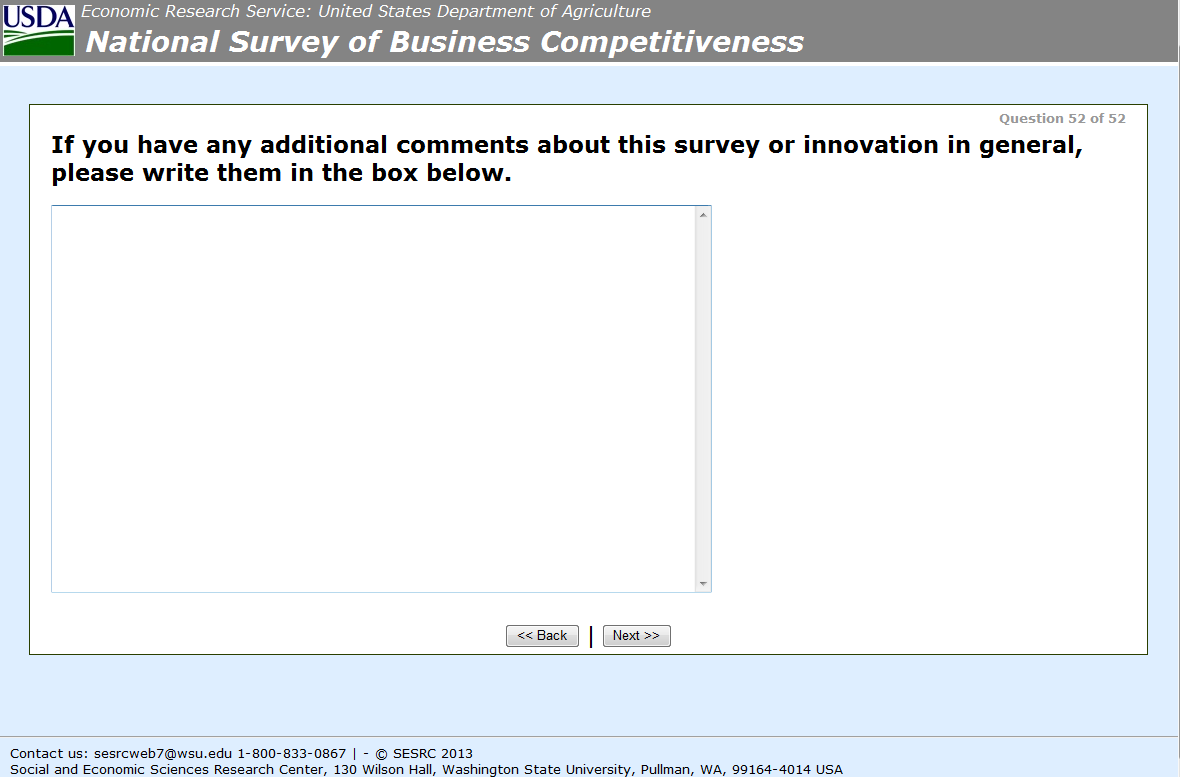 USDA
Economic Research Service: United States Department of Agriculture
National Survey of Business Competitiveness
Question 52 of 52
If you have any additional comments about this survey or innovation in general,
please write them in the box below.
<< Back | Next >>
Contact us: sesrcweb7@wsu.edu 1-800-833-0867 | - © SESRC 2013
Social and Economic Sciences Research Center, 130 Wilson Hall, Washington State University, Pullman, WA, 99164-4014 USA